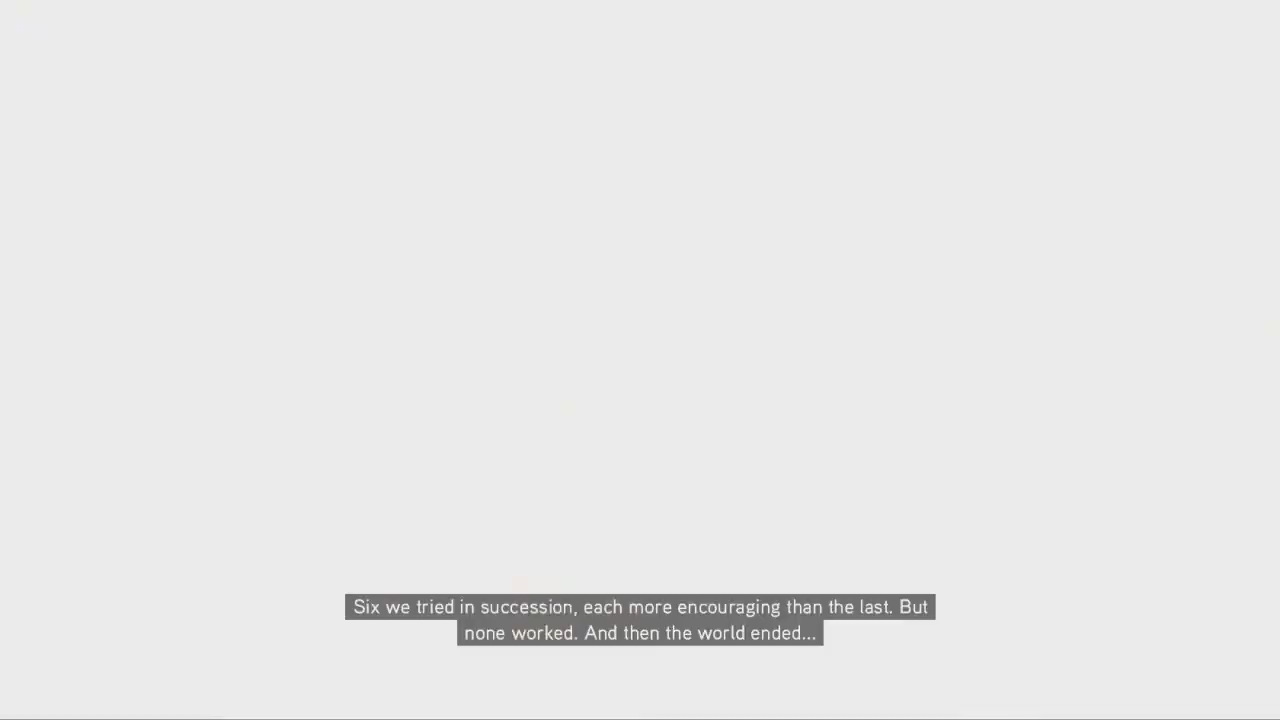 Six we tried in succession, each more encouraging than the last. But
none worked. And then the world ended...